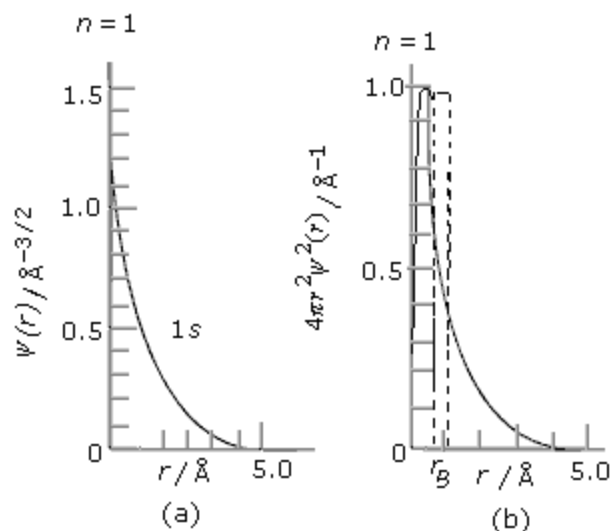 n = 1
1.5
1.0
0.5
0
ψ(r)/Å⁻³/²
1s
r/Å
5.0
(a)
n = 1
1.0
0.5
0
4πr²ψ²(r)/Å⁻¹
r_B
r/Å
5.0
(b)